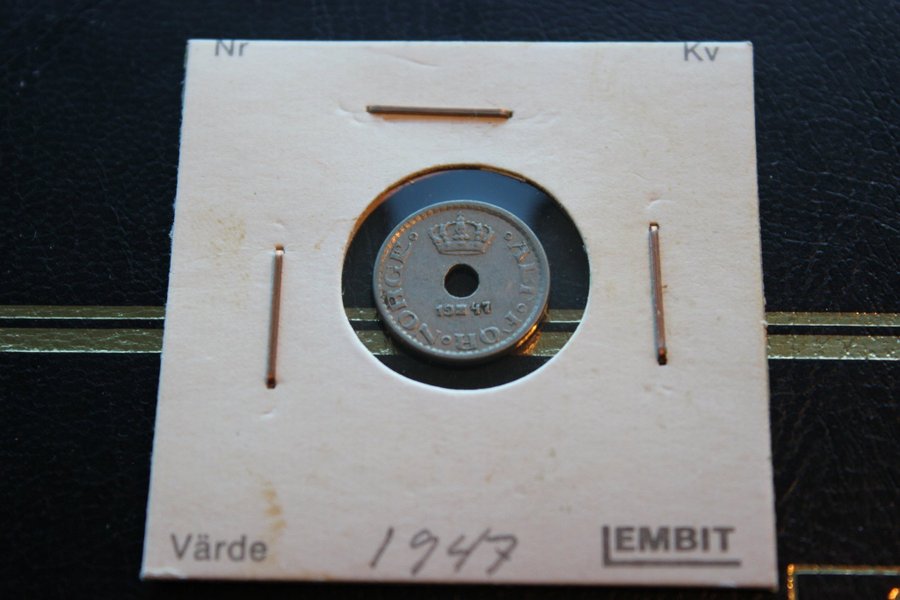 Nr Kv
ALT FOR NORGE
19 47
Värde 1947 LEMBIT